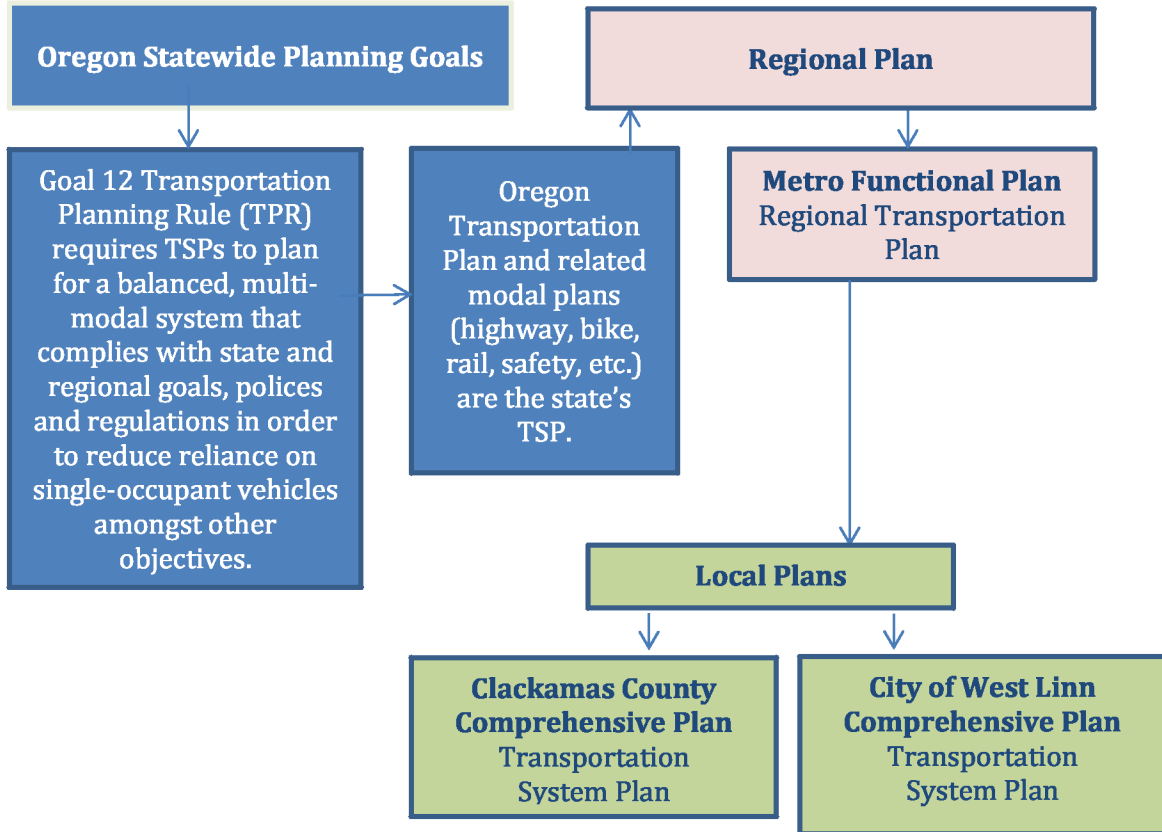 Oregon Statewide Planning Goals
Goal 12 Transportation
Planning Rule (TPR)
requires TSPs to plan
for a balanced, multi-
modal system that
complies with state and
regional goals, polices
and regulations in order
to reduce reliance on
single-occupant vehicles
amongst other
objectives.
Oregon
Transportation
Plan and related
modal plans
(highway, bike,
rail, safety, etc.)
are the state’s
TSP.
Regional Plan
Metro Functional Plan
Regional Transportation
Plan
Local Plans
Clackamas County
Comprehensive Plan
Transportation
System Plan
City of West Linn
Comprehensive Plan
Transportation
System Plan